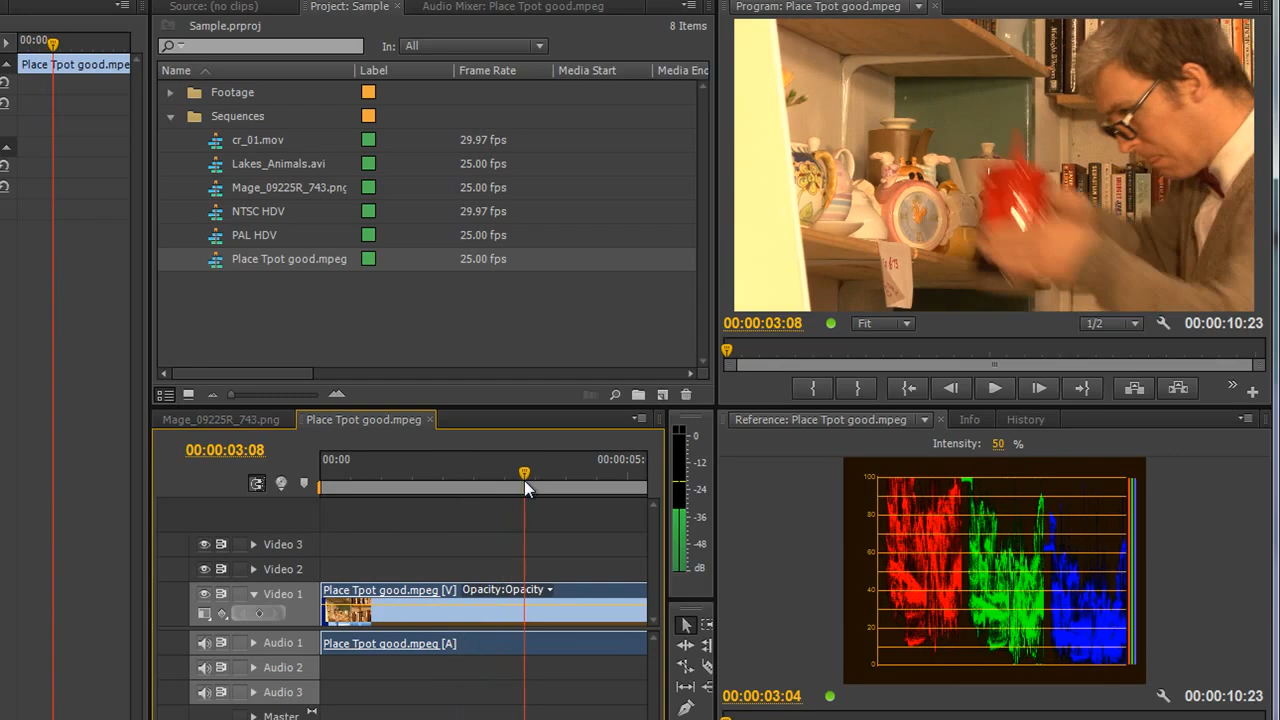 Source: (no clips)
Project: Sample
Audio Mixer: Place Tpot good.mpeg
Program: Place Tpot good.mpeg
Sample.prproj
8 Items
00:00
In:
All
Place Tpot good.mpe
Name
Label
Frame Rate
Media Start
Media End
Footage
Sequences
cr_01.mov
29.97 fps
Lakes_Animals.avi
25.00 fps
Mage_09225R_743.png
25.00 fps
NTSC HDV
29.97 fps
PAL HDV
25.00 fps
Place Tpot good.mpeg
25.00 fps
00:00:03:08
Fit
1/2
00:00:10:23
Mage_09225R_743.png
Place Tpot good.mpeg
Reference: Place Tpot good.mpeg
Info
History
00:00:03:08
00:00
00:00:05:
0
-12
-24
-36
-48
dB
Intensity: 50 %
100
80
60
40
20
0
Video 3
Video 2
Video 1
Place Tpot good.mpeg [V] Opacity:Opacity
Audio 1
Place Tpot good.mpeg [A]
Audio 2
Audio 3
Master
00:00:03:04
00:00:10:23